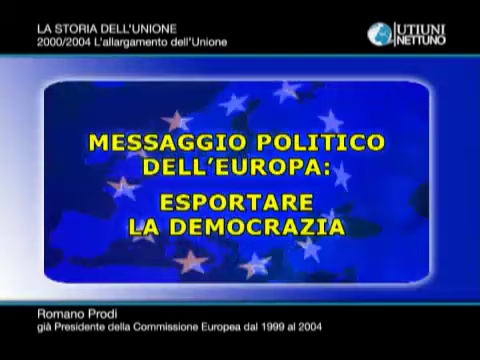 LA STORIA DELL'UNIONE
2000/2004 L'allargamento dell'Unione
UTIUNI
NETTUNO
MESSAGGIO POLITICO
DELL'EUROPA:
ESPORTARE
LA DEMOCRAZIA
Romano Prodi
già Presidente della Commissione Europea dal 1999 al 2004